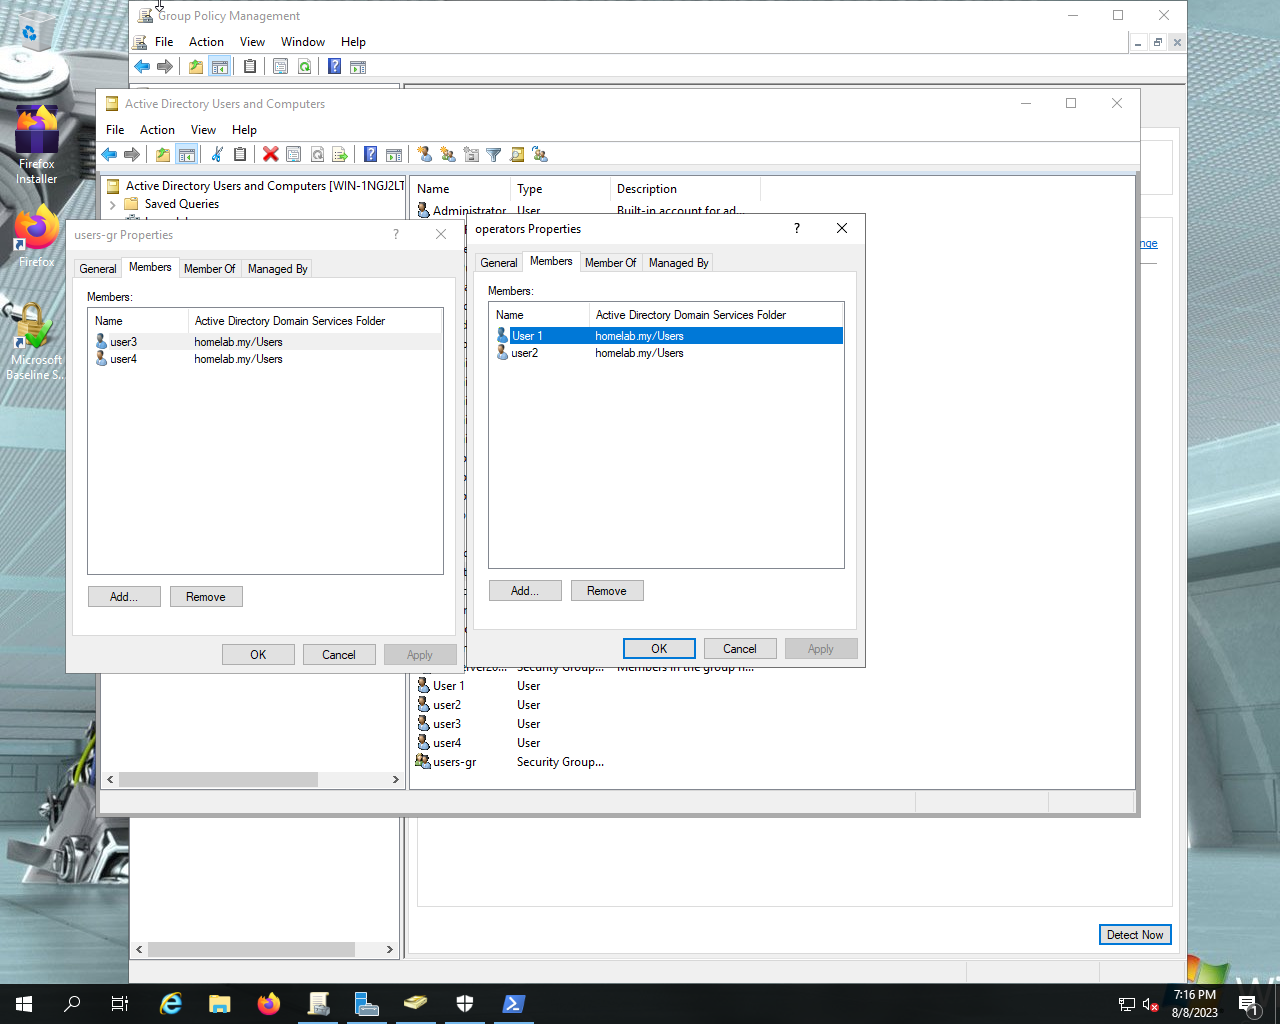 Group Policy Management
File Action View Window Help
Active Directory Users and Computers
File Action View Help
Firefox
Installer
Firefox
Microsoft
Baseline S...
Active Directory Users and Computers [WIN-1NGJ2LT
Saved Queries
Name Type Description
Administrator User Built-in account for ad...
nge
users-gr Properties ?
General Members Member Of Managed By
Members:
Name Active Directory Domain Services Folder
user3 homelab.my/Users
user4 homelab.my/Users
Add... Remove
OK Cancel Apply
operators Properties ?
General Members Member Of Managed By
Members:
Name Active Directory Domain Services Folder
User 1 homelab.my/Users
user2 homelab.my/Users
Add... Remove
OK Cancel Apply
Security Group... Members in the group h...
User 1 User
user2 User
user3 User
user4 User
users-gr Security Group...
Detect Now
7:16 PM
8/8/2023
1